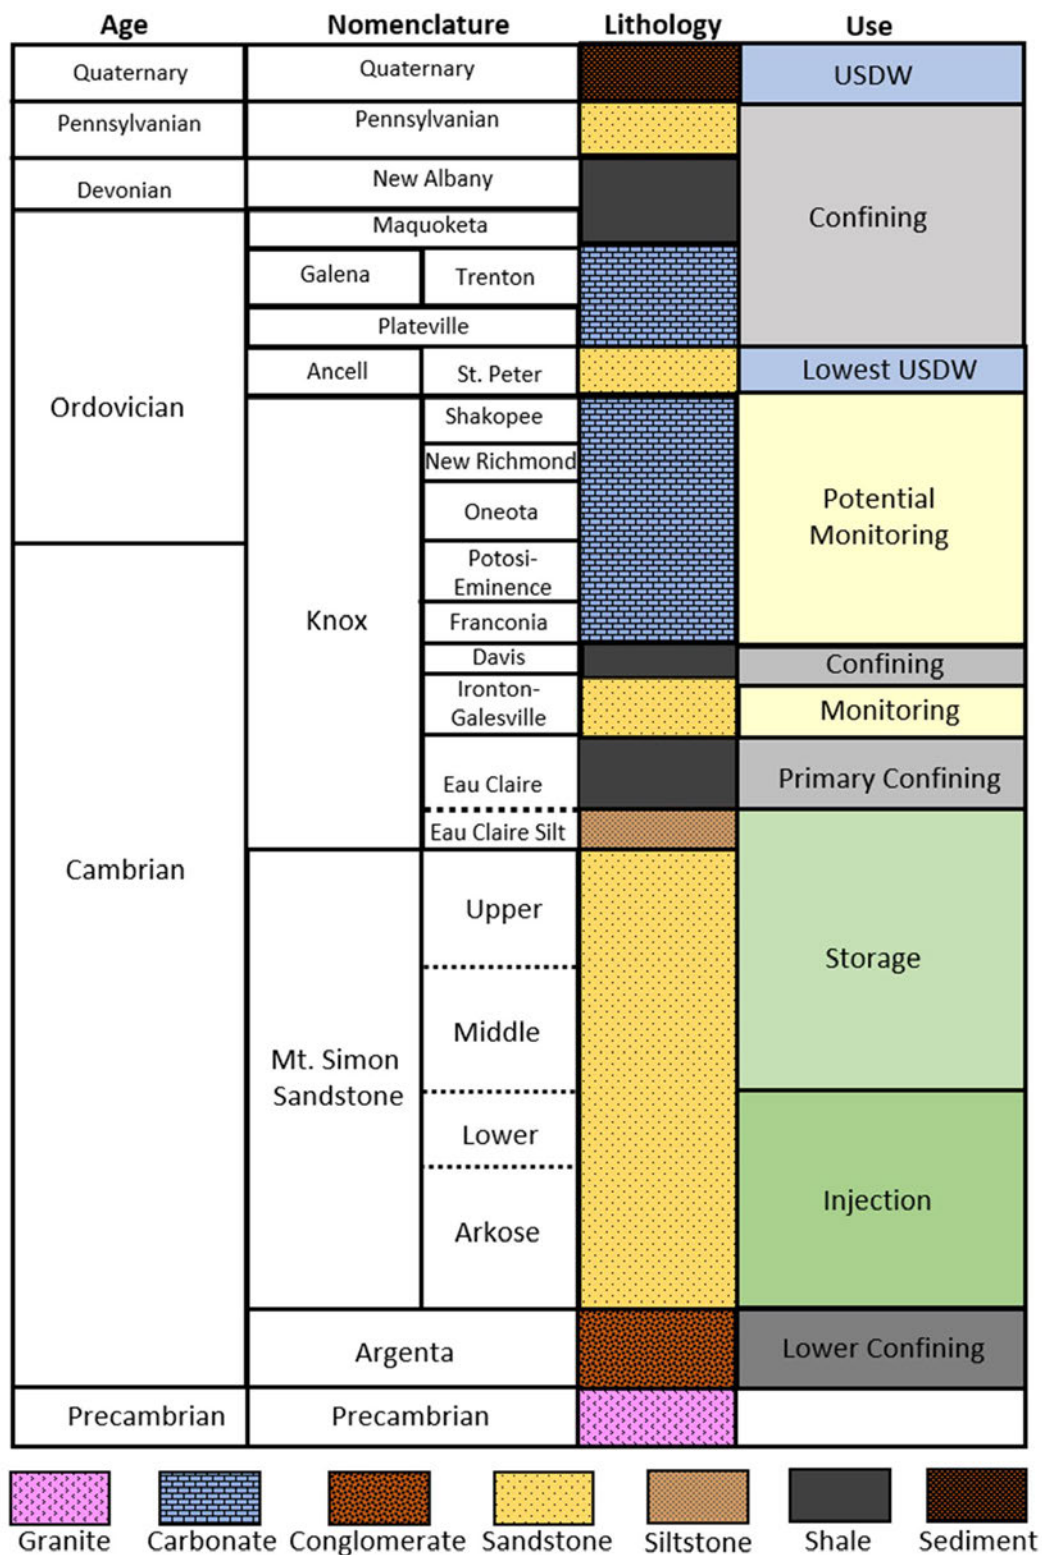 Age Nomenclature Lithology Use
Quaternary Quaternary USDW
Pennsylvanian Pennsylvanian
Devonian New Albany Confining
Maquoketa
Galena Trenton
Plateville
Ancell St. Peter Lowest USDW
Ordovician
Shakopee
New Richmond
Oneota
Potential
Monitoring
Potosi-
Eminence
Knox
Franconia
Davis Confining
Ironton-
Galesville
Monitoring
Eau Claire Primary Confining
Eau Claire Silt
Cambrian
Upper
Storage
Middle
Mt. Simon
Sandstone
Lower
Injection
Arkose
Argenta Lower Confining
Precambrian Precambrian
Granite Carbonate Conglomerate Sandstone Siltstone Shale Sediment